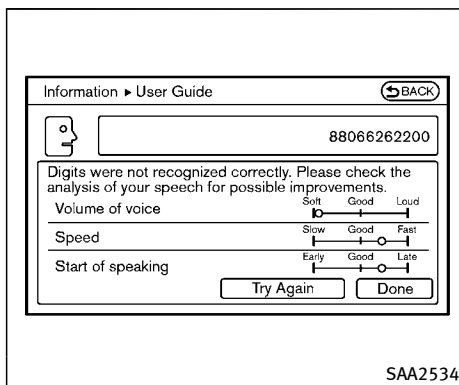 Information ▸ User Guide BACK
88066262200
Digits were not recognized correctly. Please check the
analysis of your speech for possible improvements.
Soft Good Loud
Volume of voice
Slow Good Fast
Speed
Early Good Late
Start of speaking
Try Again Done
SAA2534